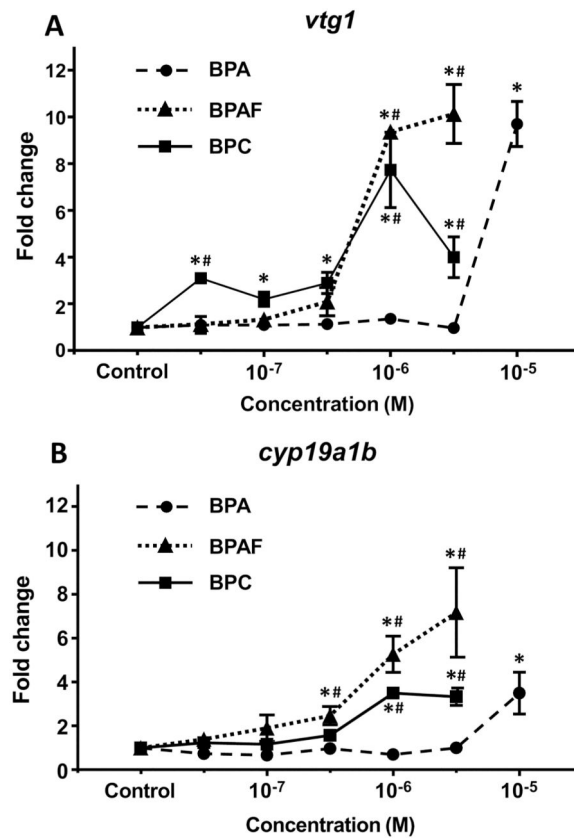 A
vtg1
BPA
BPAF
BPC
Fold change
12
10
8
6
4
2
0
*#
*
*
*#
*#
*#
*#
*
Control
10⁻⁷
10⁻⁶
10⁻⁵
Concentration (M)
B
cyp19a1b
BPA
BPAF
BPC
Fold change
12
10
8
6
4
2
0
*#
*#
*#
*#
*#
*
Control
10⁻⁷
10⁻⁶
10⁻⁵
Concentration (M)